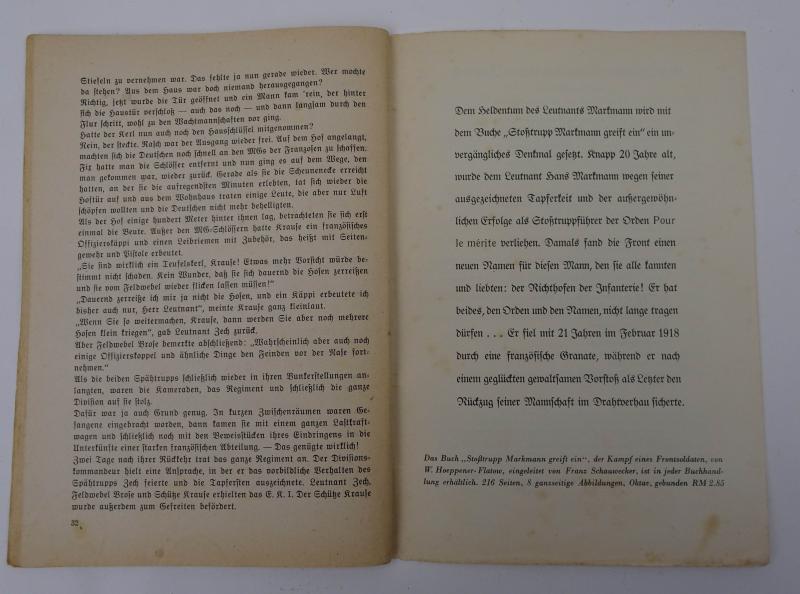 Stiefeln zu vernehmen war. Das fehlte ja nun gerade wieder. Wer mochte
da stehen? Aus dem Haus war doch niemand herausgegangen?
Richtig, jetzt wurde die Tür geöffnet und ein Mann kam 'rein, der hinter
sich die Haustür verschloß — auch das noch — und dann langsam durch den
Flur schritt, wohl zu den Wachtmannschaften vor ging.
Hatte der Kerl nun auch noch den Hausschlüssel mitgenommen?
Nein, der steckte. Rasch war der Ausgang wieder frei. Auf dem Hof angelangt,
machten sich die Deutschen noch schnell an den MGs der Franzosen zu schaffen.
Fix hatte man die Schlösser entfernt und nun ging es auf dem Wege, den
man gekommen war, wieder zurück. Gerade als sie die Scheunenecke erreicht
hatten, an der sie die aufregendsten Minuten erlebten, tat sich wieder die
Hoftür auf und aus dem Wohnhaus traten einige Leute, die aber nur Luft
schöpfen wollten und die Deutschen nicht mehr behelligten.
Als der Hof einige hundert Meter hinter ihnen lag, betrachteten sie sich erst
einmal die Beute. Außer den MG-Schlössern hatte Krause ein französisches
Offizierskäppi und einen Leibriemen mit Zubehör, das heißt mit Seiten-
gewehr und Pistole erbeutet.
„Sie sind wirklich ein Teufelskerl, Krause! Etwas mehr Vorsicht würde be-
stimmt nicht schaden. Kein Wunder, daß sie sich dauernd die Hosen zerreißen
und sie vom Feldwebel wieder flicken lassen müssen!“
„Dauernd zerreiße ich mir ja nicht die Hosen, und ein Käppi erbeutete ich
bisher auch nur, Herr Leutnant“, meinte Krause ganz kleinlaut.
„Wenn Sie so weitermachen, Krause, dann werden Sie aber noch mehrere
Hosen klein kriegen“, gab Leutnant Zech zurück.
Aber Feldwebel Brose bemerkte abschließend: „Wahrscheinlich aber auch noch
einige Offizierskoppel und ähnliche Dinge den Feinden vor der Nase fort-
nehmen.“
Als die beiden Spähtrupps schließlich wieder in ihren Bunkerstellungen an-
langten, waren die Kameraden, das Regiment und schließlich die ganze
Division auf sie stolz.
Dafür war ja auch Grund genug. In kurzen Zwischenräumen waren Ge-
fangene eingebracht worden, dann kamen sie mit einem ganzen Lastkraft-
wagen und schließlich noch mit den Beweisstücken ihres Eindringens in die
Unterkünfte einer starken französischen Abteilung. — Das genügte wirklich!
Zwei Tage nach ihrer Rückkehr trat das ganze Regiment an. Der Divisions-
kommandeur hielt eine Ansprache, in der er das vorbildliche Verhalten des
Spähtrupps Zech feierte und die Tapfersten auszeichnete. Leutnant Zech,
Feldwebel Brose und Schütze Krause erhielten das E. K. I. Der Schütze Krause
wurde außerdem zum Gefreiten befördert.
32
Dem Heldentum des Leutnants Markmann wird mit
dem Buche „Stoßtrupp Markmann greift ein“ ein un-
vergängliches Denkmal gesetzt. Knapp 20 Jahre alt,
wurde dem Leutnant Hans Markmann wegen seiner
ausgezeichneten Tapferkeit und der außergewöhn-
lichen Erfolge als Stoßtruppführer der Orden Pour
le mérite verliehen. Damals fand die Front einen
neuen Namen für diesen Mann, den sie alle kannten
und liebten: der Richthofen der Infanterie! Er hat
beides, den Orden und den Namen, nicht lange tragen
dürfen . . . Er fiel mit 21 Jahren im Februar 1918
durch eine französische Granate, während er nach
einem geglückten gewaltsamen Vorstoß als Letzter den
Rückzug seiner Mannschaft im Drahtverhau sicherte.
Das Buch „Stoßtrupp Markmann greift ein“, der Kampf eines Frontsoldaten, von
W. Hoeppener-Flatow, eingeleitet von Franz Schauwecker, ist in jeder Buchhand-
lung erhältlich. 216 Seiten, 8 ganzseitige Abbildungen, Oktav, gebunden RM 2.85